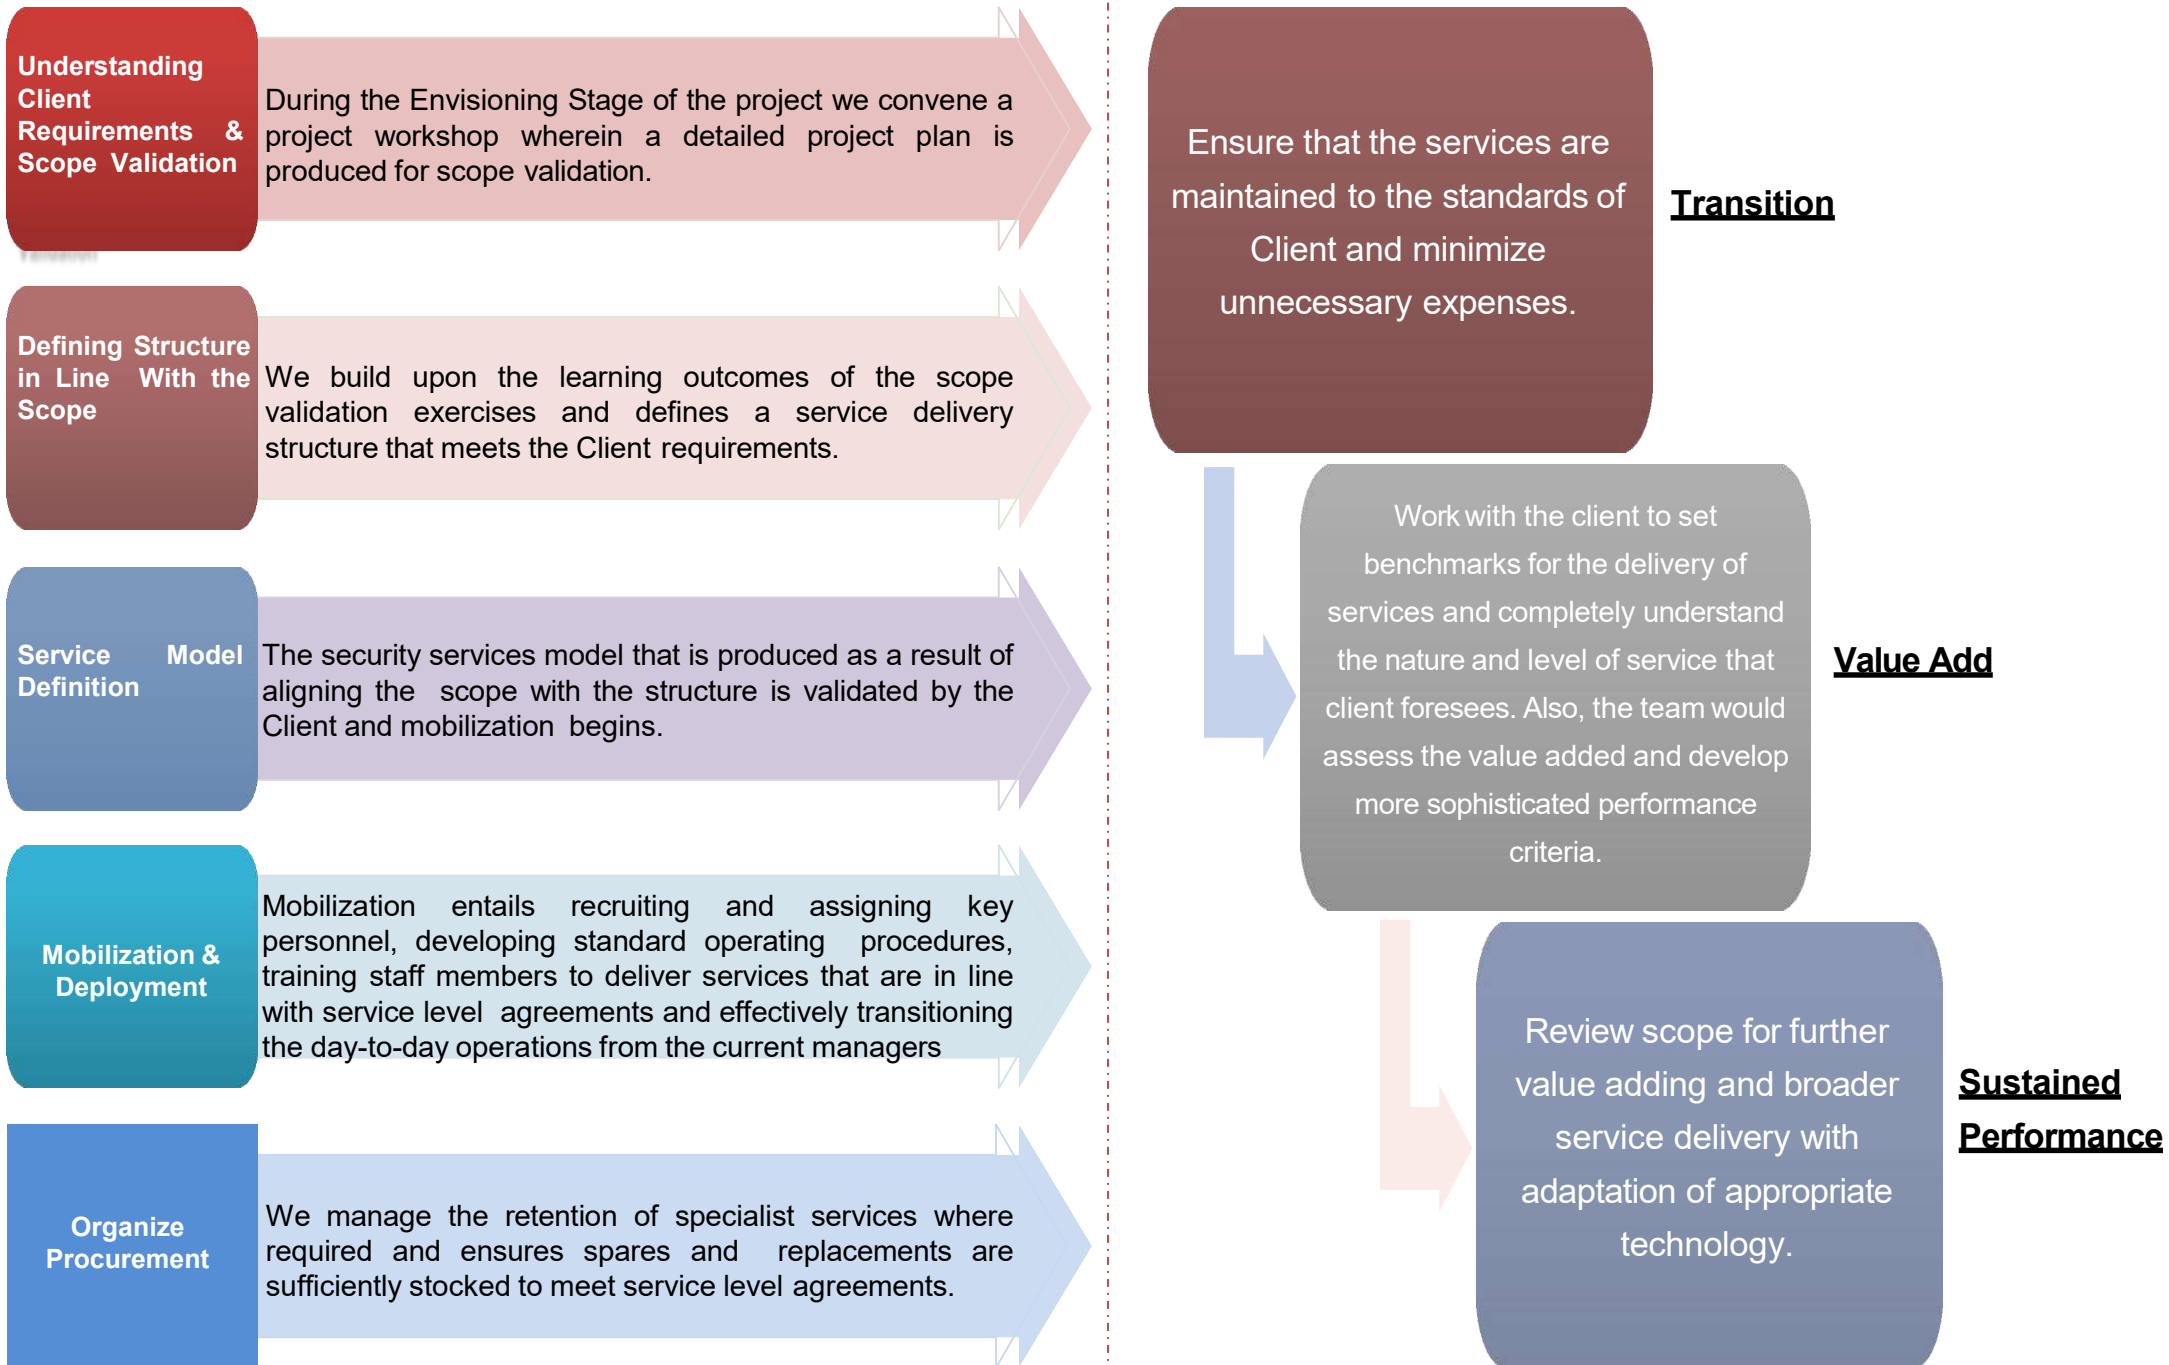 Understanding
Client
Requirements &
Scope Validation
During the Envisioning Stage of the project we convene a
project workshop wherein a detailed project plan is
produced for scope validation.
Validation
Defining Structure
in Line With the
Scope
We build upon the learning outcomes of the scope
validation exercises and defines a service delivery
structure that meets the Client requirements.
Service Model
Definition
The security services model that is produced as a result of
aligning the scope with the structure is validated by the
Client and mobilization begins.
Mobilization &
Deployment
Mobilization entails recruiting and assigning key
personnel, developing standard operating procedures,
training staff members to deliver services that are in line
with service level agreements and effectively transitioning
the day-to-day operations from the current managers
Organize
Procurement
We manage the retention of specialist services where
required and ensures spares and replacements are
sufficiently stocked to meet service level agreements.
Ensure that the services are
maintained to the standards of
Client and minimize
unnecessary expenses.
Transition
Work with the client to set
benchmarks for the delivery of
services and completely understand
the nature and level of service that
client foresees. Also, the team would
assess the value added and develop
more sophisticated performance
criteria.
Value Add
Review scope for further
value adding and broader
service delivery with
adaptation of appropriate
technology.
Sustained
Performance